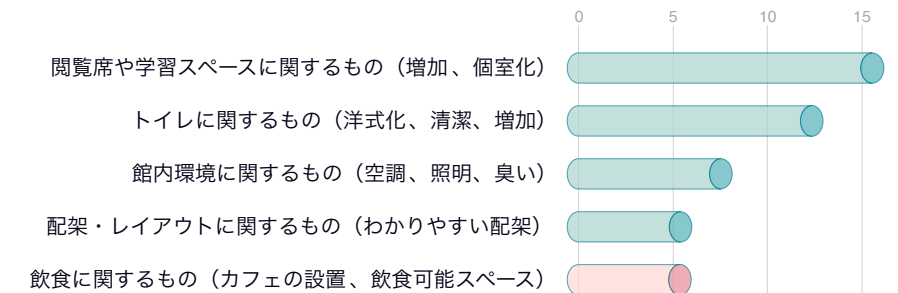 0 5 10 15
閲覧席や学習スペースに関するもの（増加、個室化）
トイレに関するもの（洋式化、清潔、増加）
館内環境に関するもの（空調、照明、臭い）
配架・レイアウトに関するもの（わかりやすい配架）
飲食に関するもの（カフェの設置、飲食可能スペース）